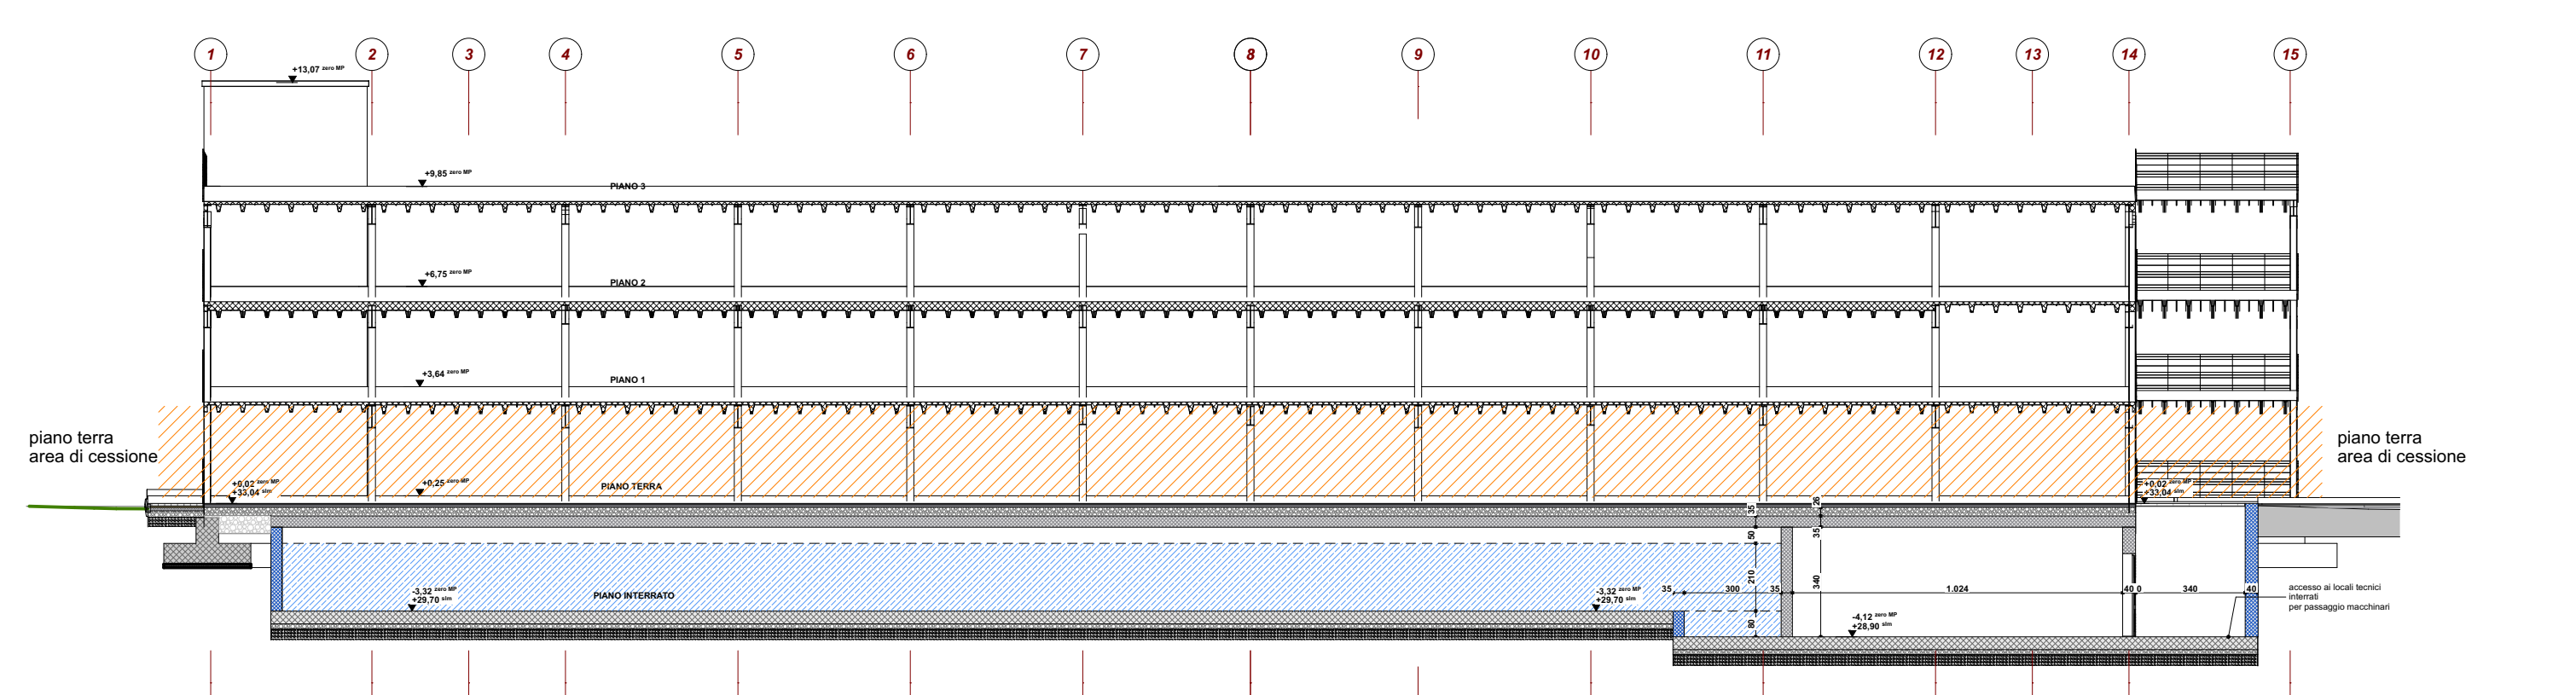 1 2 3 4 5 6 7 8 9 10 11 12 13 14 15
+13,07 zero MP
+9,85 zero MP
PIANO 3
+6,75 zero MP
PIANO 2
+3,64 zero MP
PIANO 1
piano terra
area di cessione
piano terra
area di cessione
+0,02 zero MP
+33,04 slm
+0,25 zero MP
PIANO TERRA
+0,02 zero MP
+33,04 slm
35
26
50
35
210
340
80
-3,32 zero MP
+29,70 slm
PIANO INTERRATO
-3,32 zero MP
+29,70 slm
35 300 35 1.024 40 0 340 40
-4,12 zero MP
+28,90 slm
accesso ai locali tecnici
interrati
per passaggio macchinari